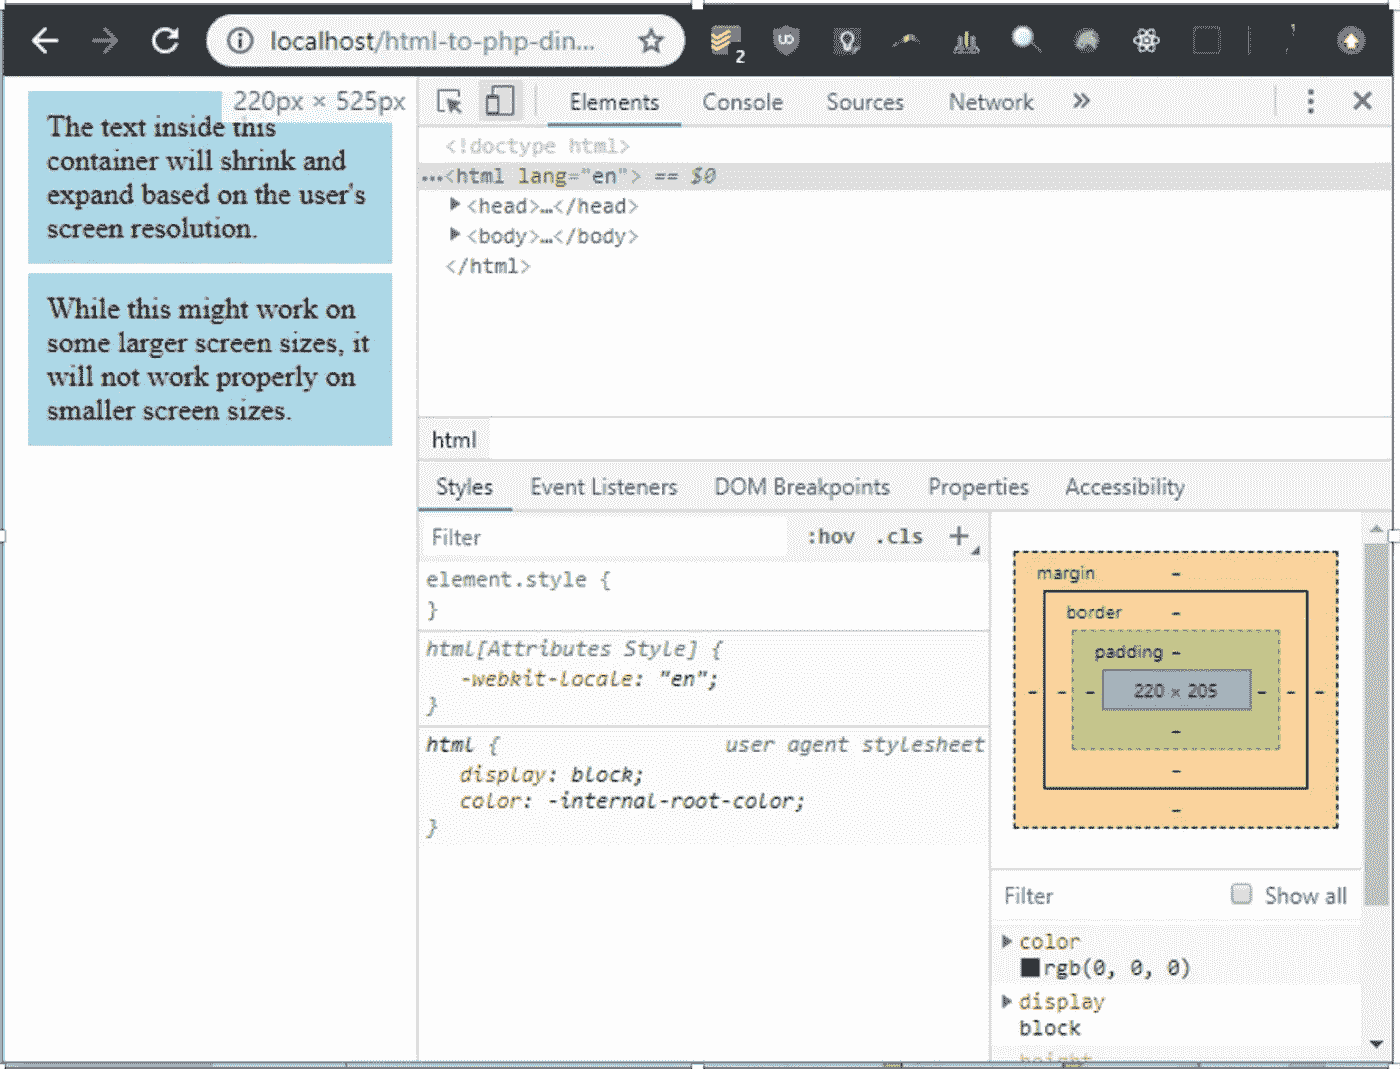 localhost/html-to-php-din...
2
220px × 525px
The text inside this
container will shrink and
expand based on the user's
screen resolution.
While this might work on
some larger screen sizes, it
will not work properly on
smaller screen sizes.
Elements Console Sources Network »
<!doctype html>
...<html lang="en"> == $0
<head>...</head>
<body>...</body>
</html>
html
Styles Event Listeners DOM Breakpoints Properties Accessibility
Filter :hov .cls +
element.style {
}
html[Attributes Style] {
-webkit-locale: "en";
}
html { user agent stylesheet
display: block;
color: -internal-root-color;
}
margin -
border -
padding -
- - - 220 × 205 - - -
-
-
-
Filter Show all
color
rgb(0, 0, 0)
display
block
height